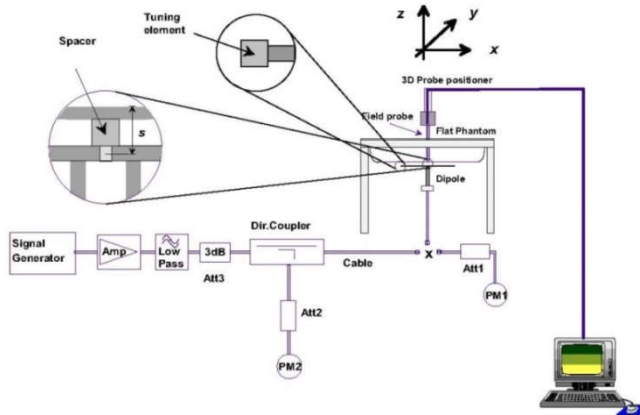 Tuning
element
Spacer
z
y
x
3D Probe positioner
Field probe
Flat Phantom
s
Dipole
Dir.Coupler
Signal
Generator
Amp
Low
Pass
3dB
Att3
Cable
x
Att1
PM1
Att2
PM2